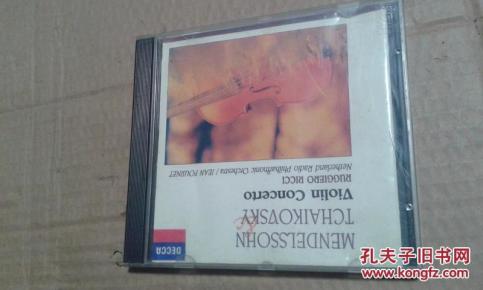 MENDELSSOHN
TCHAIKOVSKY
Violin Concerto
RUGGIERO RICCI
Netherland Radio Philharmonic Orchestra / JEAN FOURNET
DECCA
孔夫子旧书网
www.kongfz.com